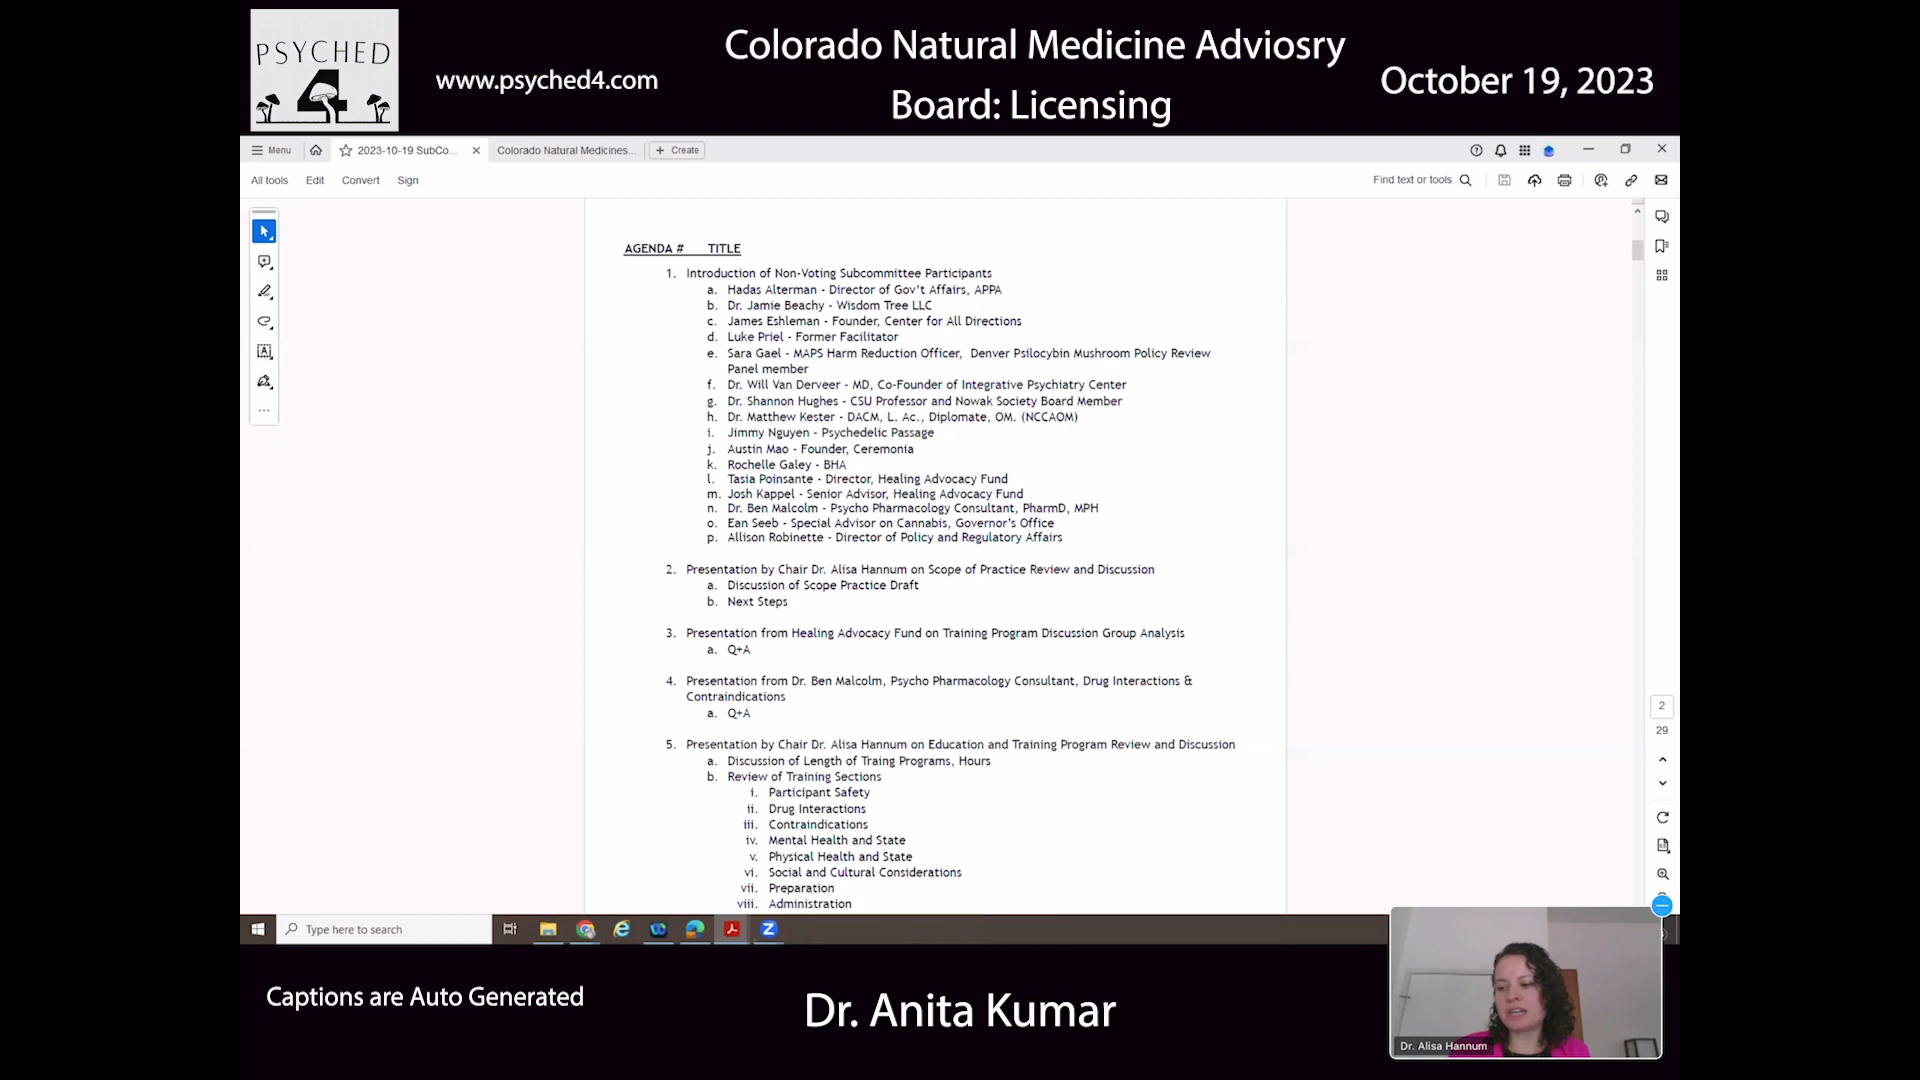 PSYCHED
4
www.psyched4.com
Colorado Natural Medicine Adviosry
Board: Licensing
October 19, 2023
Menu
2023-10-19 SubCo...
Colorado Natural Medicines...
+ Create
All tools
Edit
Convert
Sign
Find text or tools
AGENDA # TITLE
1. Introduction of Non-Voting Subcommittee Participants
a. Hadas Alterman - Director of Gov't Affairs, APPA
b. Dr. Jamie Beachy - Wisdom Tree LLC
c. James Eshleman - Founder, Center for All Directions
d. Luke Priel - Former Facilitator
e. Sara Gael - MAPS Harm Reduction Officer, Denver Psilocybin Mushroom Policy Review
Panel member
f. Dr. Will Van Derveer - MD, Co-Founder of Integrative Psychiatry Center
g. Dr. Shannon Hughes - CSU Professor and Nowak Society Board Member
h. Dr. Matthew Kester - DACM, L. Ac., Diplomate, OM. (NCCAOM)
i. Jimmy Nguyen - Psychedelic Passage
j. Austin Mao - Founder, Ceremonia
k. Rochelle Galey - BHA
l. Tasia Poinsante - Director, Healing Advocacy Fund
m. Josh Kappel - Senior Advisor, Healing Advocacy Fund
n. Dr. Ben Malcolm - Psycho Pharmacology Consultant, PharmD, MPH
o. Ean Seeb - Special Advisor on Cannabis, Governor's Office
p. Allison Robinette - Director of Policy and Regulatory Affairs
2. Presentation by Chair Dr. Alisa Hannum on Scope of Practice Review and Discussion
a. Discussion of Scope Practice Draft
b. Next Steps
3. Presentation from Healing Advocacy Fund on Training Program Discussion Group Analysis
a. Q+A
4. Presentation from Dr. Ben Malcolm, Psycho Pharmacology Consultant, Drug Interactions &
Contraindications
a. Q+A
5. Presentation by Chair Dr. Alisa Hannum on Education and Training Program Review and Discussion
a. Discussion of Length of Traing Programs, Hours
b. Review of Training Sections
i. Participant Safety
ii. Drug Interactions
iii. Contraindications
iv. Mental Health and State
v. Physical Health and State
vi. Social and Cultural Considerations
vii. Preparation
viii. Administration
2
29
Type here to search
Captions are Auto Generated
Dr. Anita Kumar
Dr. Alisa Hannum